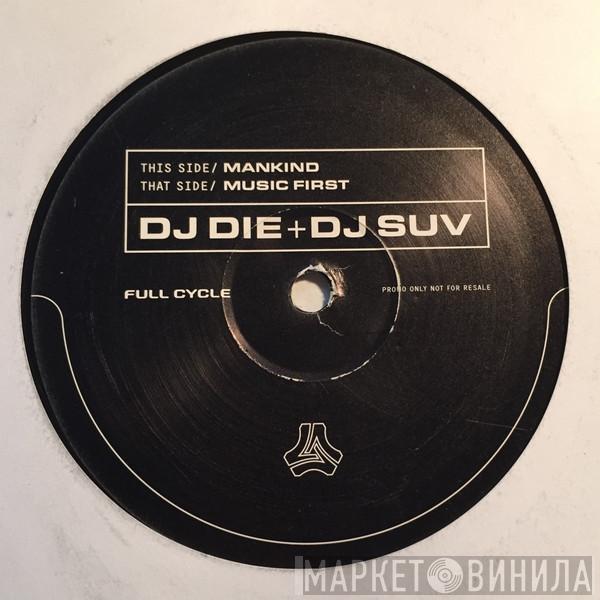 THIS SIDE/ MANKIND
THAT SIDE/ MUSIC FIRST
DJ DIE+DJ SUV
FULL CYCLE
PROMO ONLY NOT FOR RESALE
МАРКЕТ ВИНИЛА